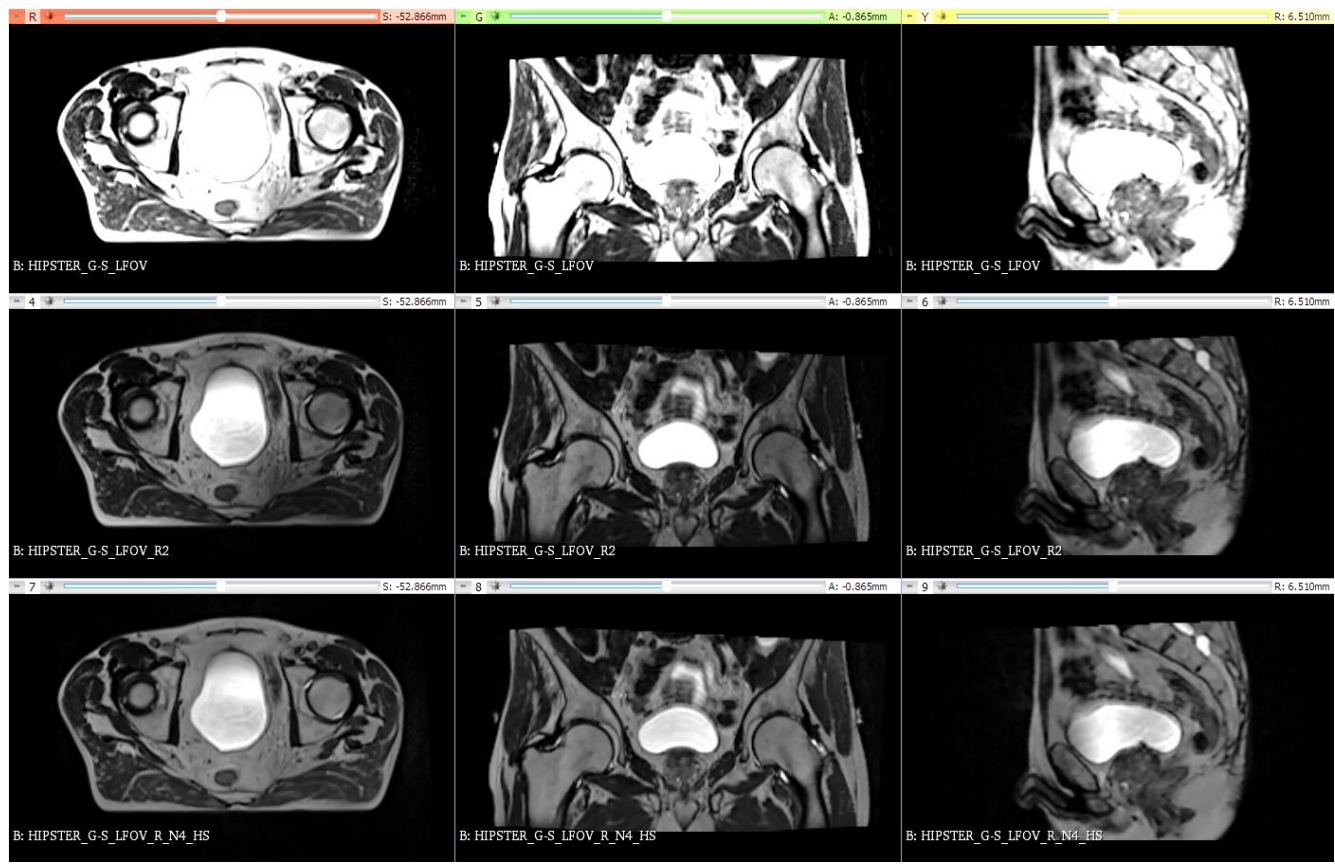 R S: -52.866mm G A: -0.865mm Y R: 6.510mm
B: HIPSTER_G-S_LFOV B: HIPSTER_G-S_LFOV B: HIPSTER_G-S_LFOV
4 S: -52.866mm 5 A: -0.865mm 6 R: 6.510mm
B: HIPSTER_G-S_LFOV_R2 B: HIPSTER_G-S_LFOV_R2 B: HIPSTER_G-S_LFOV_R2
7 S: -52.866mm 8 A: -0.865mm 9 R: 6.510mm
B: HIPSTER_G-S_LFOV_R_N4_HS B: HIPSTER_G-S_LFOV_R_N4_HS B: HIPSTER_G-S_LFOV_R_N4_HS